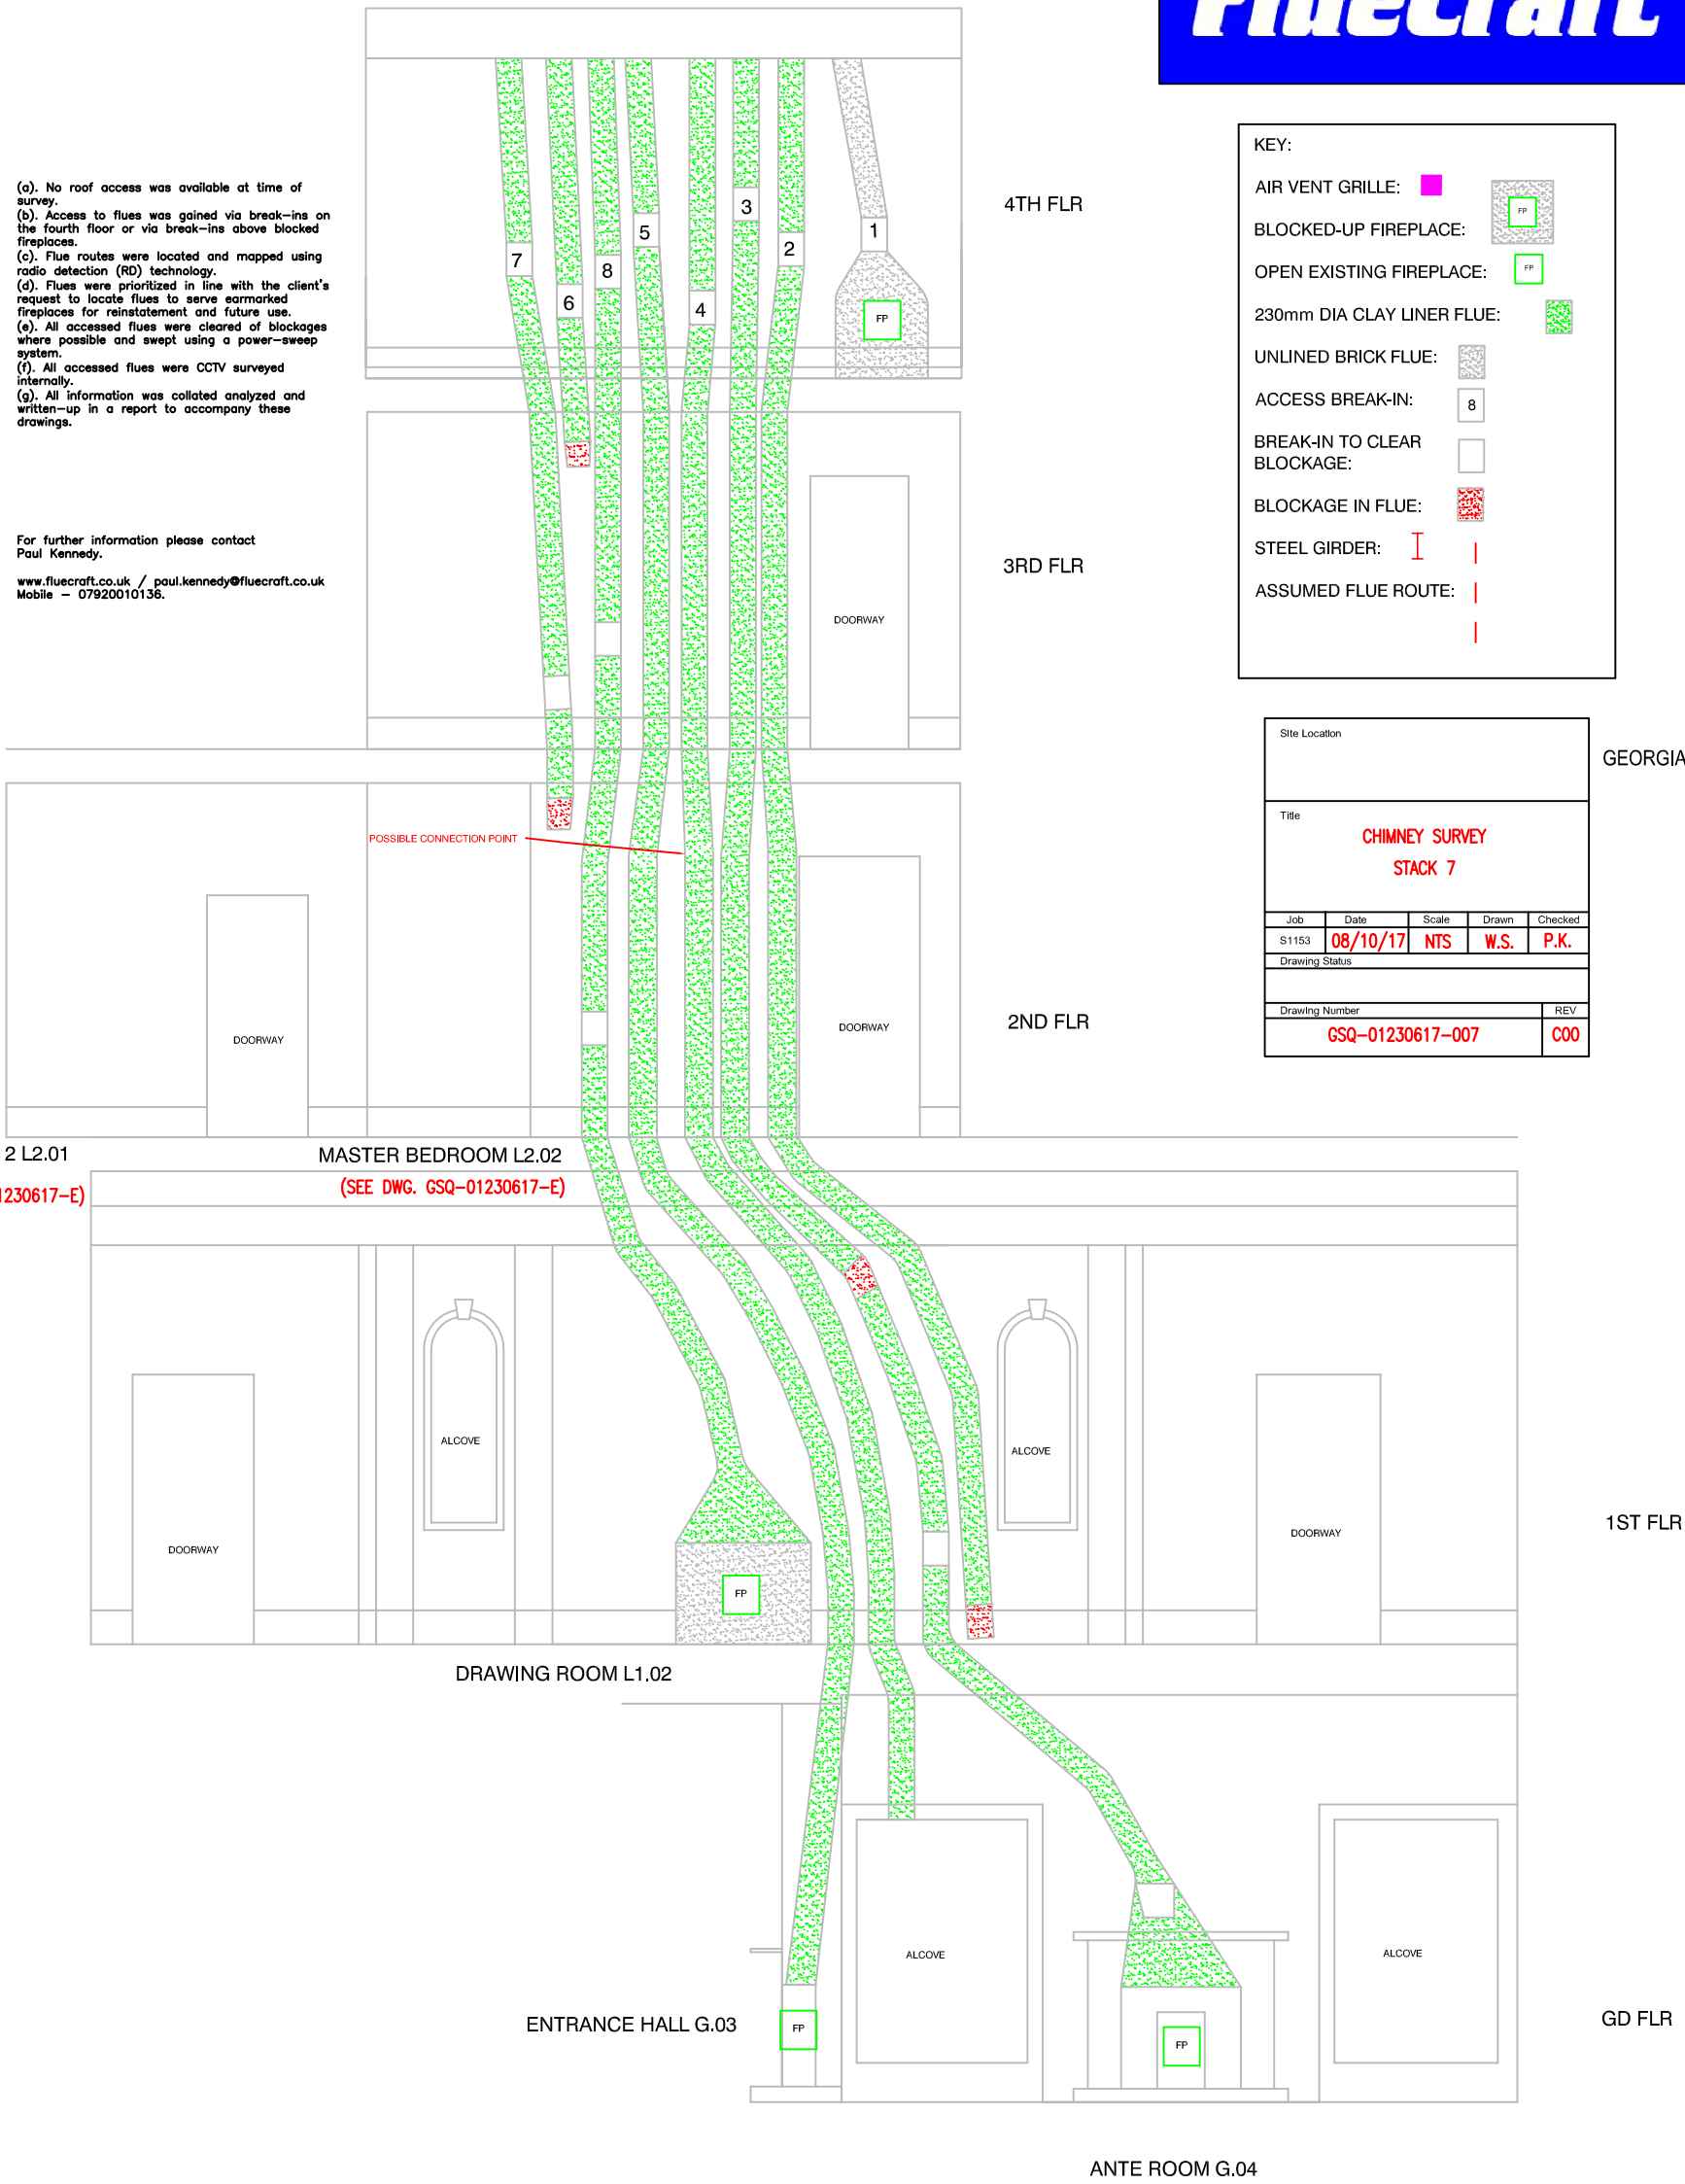 FlueCraft
(a). No roof access was available at time of
survey.
(b). Access to flues was gained via break-ins on
the fourth floor or via break-ins above blocked
fireplaces.
(c). Flue routes were located and mapped using
radio detection (RD) technology.
(d). Flues were prioritized in line with the client's
request to locate flues to serve earmarked
fireplaces for reinstatement and future use.
(e). All accessed flues were cleared of blockages
where possible and swept using a power-sweep
system.
(f). All accessed flues were CCTV surveyed
internally.
(g). All information was collated analyzed and
written-up in a report to accompany these
drawings.
For further information please contact
Paul Kennedy.
www.fluecraft.co.uk / paul.kennedy@fluecraft.co.uk
Mobile - 07920010136.
3
5
1
2
7
8
6
4
FP
4TH FLR
3RD FLR
DOORWAY
POSSIBLE CONNECTION POINT
DOORWAY
DOORWAY
2ND FLR
2 L2.01
MASTER BEDROOM L2.02
1230617-E)
(SEE DWG. GSQ-01230617-E)
ALCOVE
ALCOVE
DOORWAY
DOORWAY
1ST FLR
FP
DRAWING ROOM L1.02
ALCOVE
ALCOVE
ENTRANCE HALL G.03
FP
FP
GD FLR
ANTE ROOM G.04
KEY:
AIR VENT GRILLE:
BLOCKED-UP FIREPLACE:
FP
OPEN EXISTING FIREPLACE:
FP
230mm DIA CLAY LINER FLUE:
UNLINED BRICK FLUE:
ACCESS BREAK-IN:
8
BREAK-IN TO CLEAR
BLOCKAGE:
BLOCKAGE IN FLUE:
STEEL GIRDER:
ASSUMED FLUE ROUTE:
Site Location
GEORGIA
Title
CHIMNEY SURVEY
STACK 7
Job Date Scale Drawn Checked
S1153 08/10/17 NTS W.S. P.K.
Drawing Status
Drawing Number REV
GSQ-01230617-007 C00